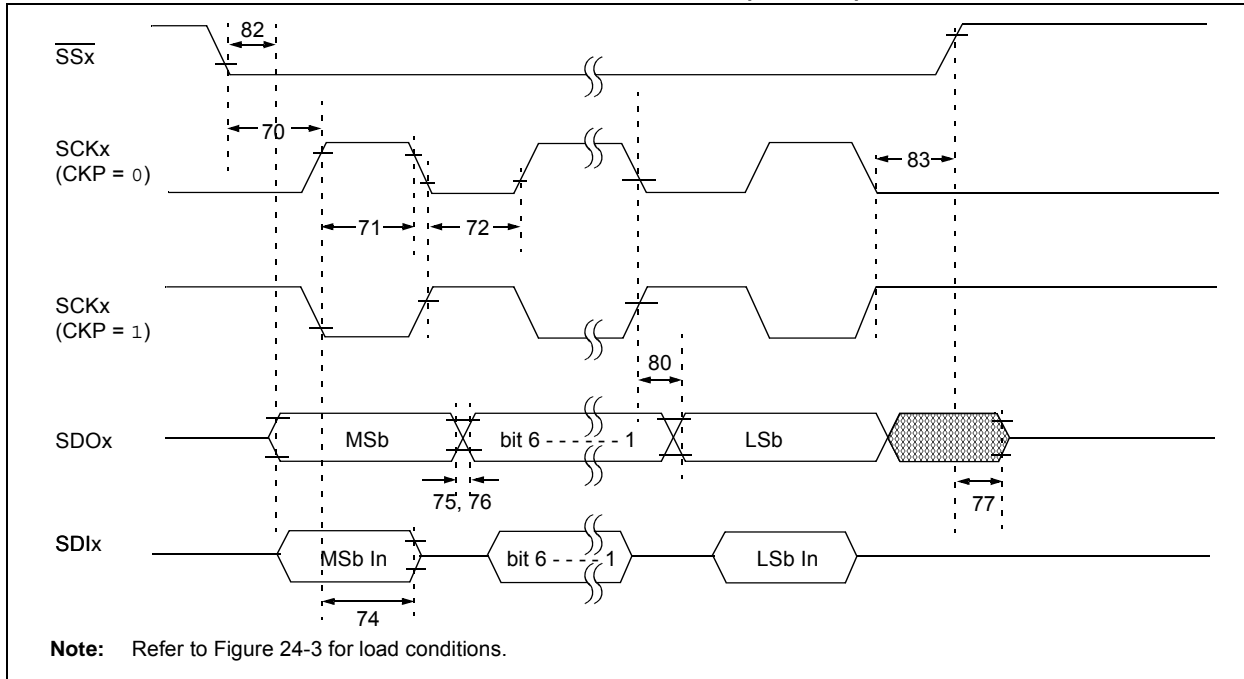 82
SSx
70
SCKx
(CKP = 0)
83
71
72
SCKx
(CKP = 1)
80
SDOx
MSb
bit 6 - - - - - - 1
LSb
75, 76
77
SDIx
MSb In
bit 6 - - - - 1
LSb In
74
Note: Refer to Figure 24-3 for load conditions.